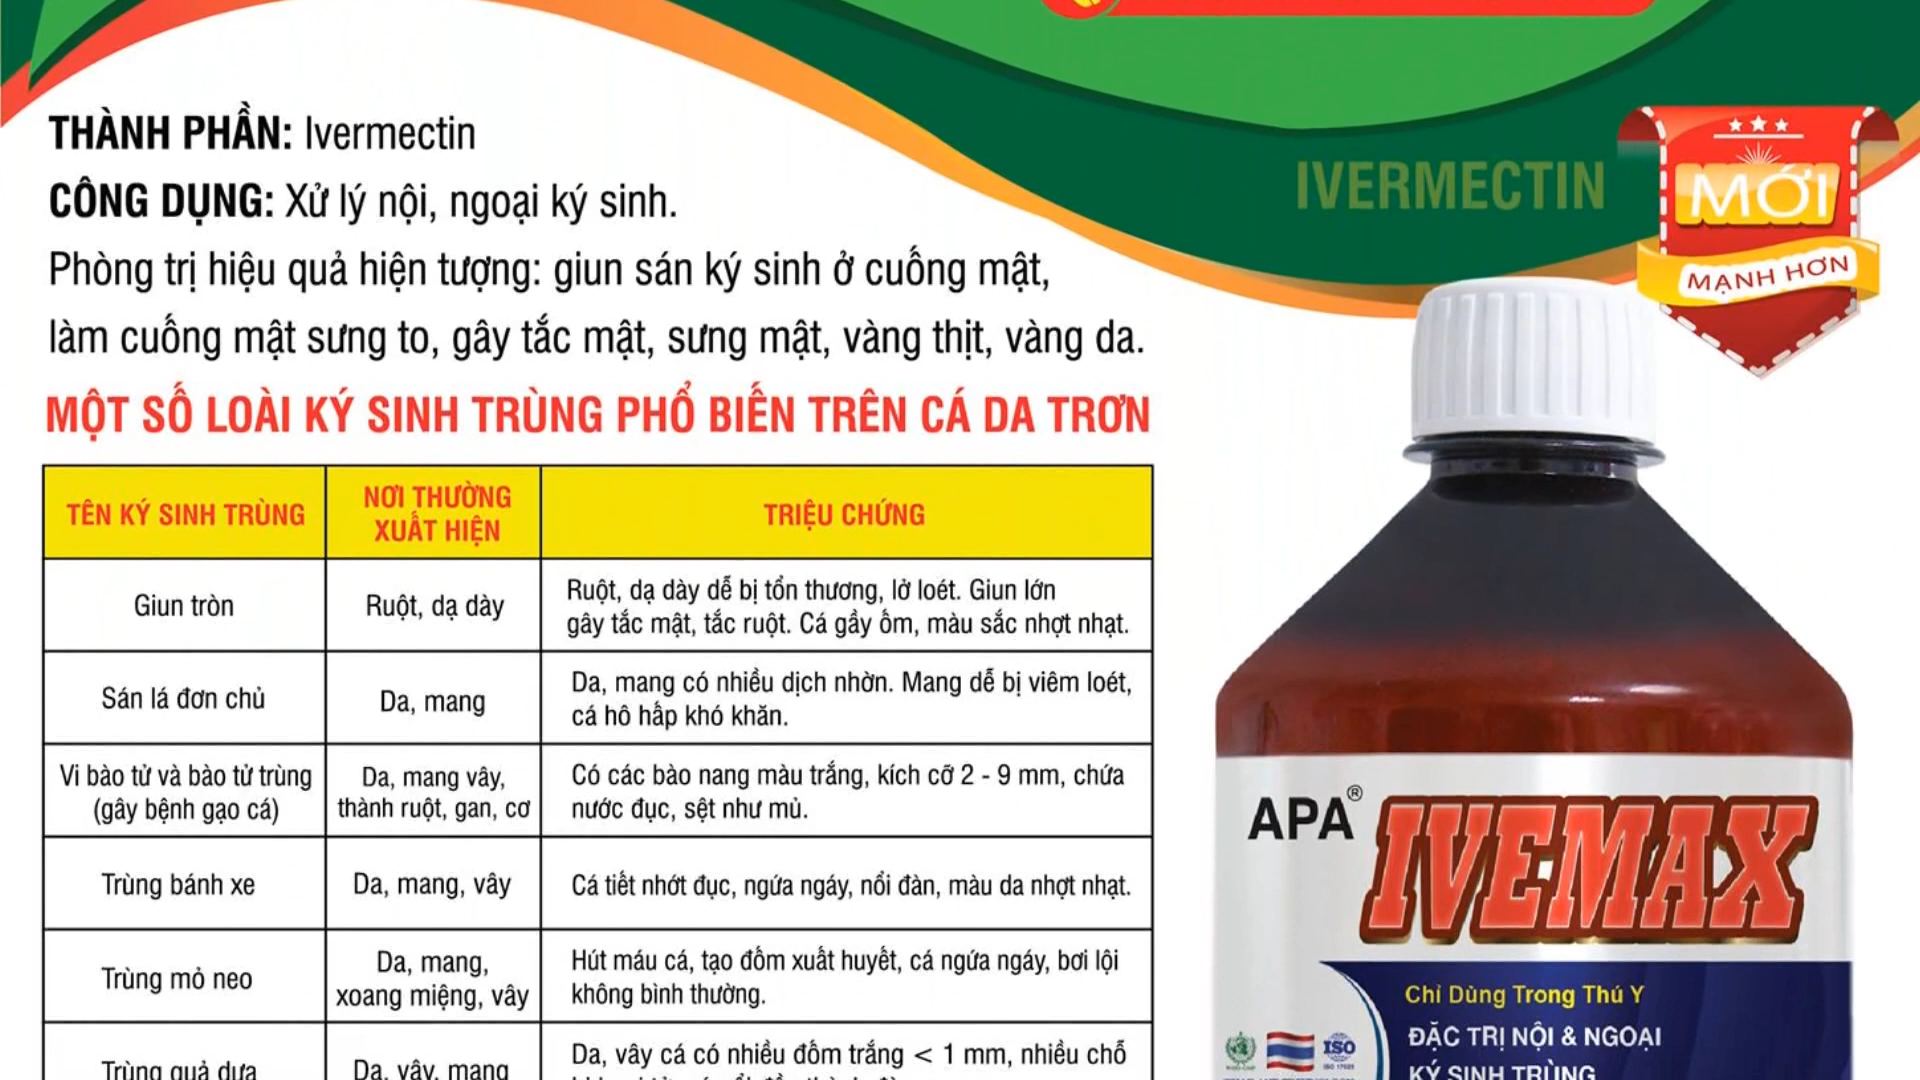 THÀNH PHẦN: Ivermectin
CÔNG DỤNG: Xử lý nội, ngoại ký sinh.
Phòng trị hiệu quả hiện tượng: giun sán ký sinh ở cuống mật,
làm cuống mật sưng to, gây tắc mật, sưng mật, vàng thịt, vàng da.
MỘT SỐ LOÀI KÝ SINH TRÙNG PHỔ BIẾN TRÊN CÁ DA TRƠN
TÊN KÝ SINH TRÙNG
NƠI THƯỜNG
XUẤT HIỆN
TRIỆU CHỨNG
Giun tròn
Ruột, dạ dày
Ruột, dạ dày dễ bị tổn thương, lở loét. Giun lớn
gây tắc mật, tắc ruột. Cá gầy ốm, màu sắc nhợt nhạt.
Sán lá đơn chủ
Da, mang
Da, mang có nhiều dịch nhờn. Mang dễ bị viêm loét,
cá hô hấp khó khăn.
Vi bào tử và bào tử trùng
(gây bệnh gạo cá)
Da, mang vây,
thành ruột, gan, cơ
Có các bào nang màu trắng, kích cỡ 2 - 9 mm, chứa
nước đục, sệt như mủ.
Trùng bánh xe
Da, mang, vây
Cá tiết nhớt đục, ngứa ngáy, nổi đàn, màu da nhợt nhạt.
Trùng mỏ neo
Da, mang,
xoang miệng, vây
Hút máu cá, tạo đốm xuất huyết, cá ngứa ngáy, bơi lội
không bình thường.
Trùng quả dưa
Da, vây, mang
Da, vây cá có nhiều đốm trắng < 1 mm, nhiều chỗ
IVERMECTIN
MỚI
MẠNH HƠN
APA®
IVEMAX
Chỉ Dùng Trong Thú Y
ĐẶC TRỊ NỘI & NGOẠI
KÝ SINH TRÙNG
ISO